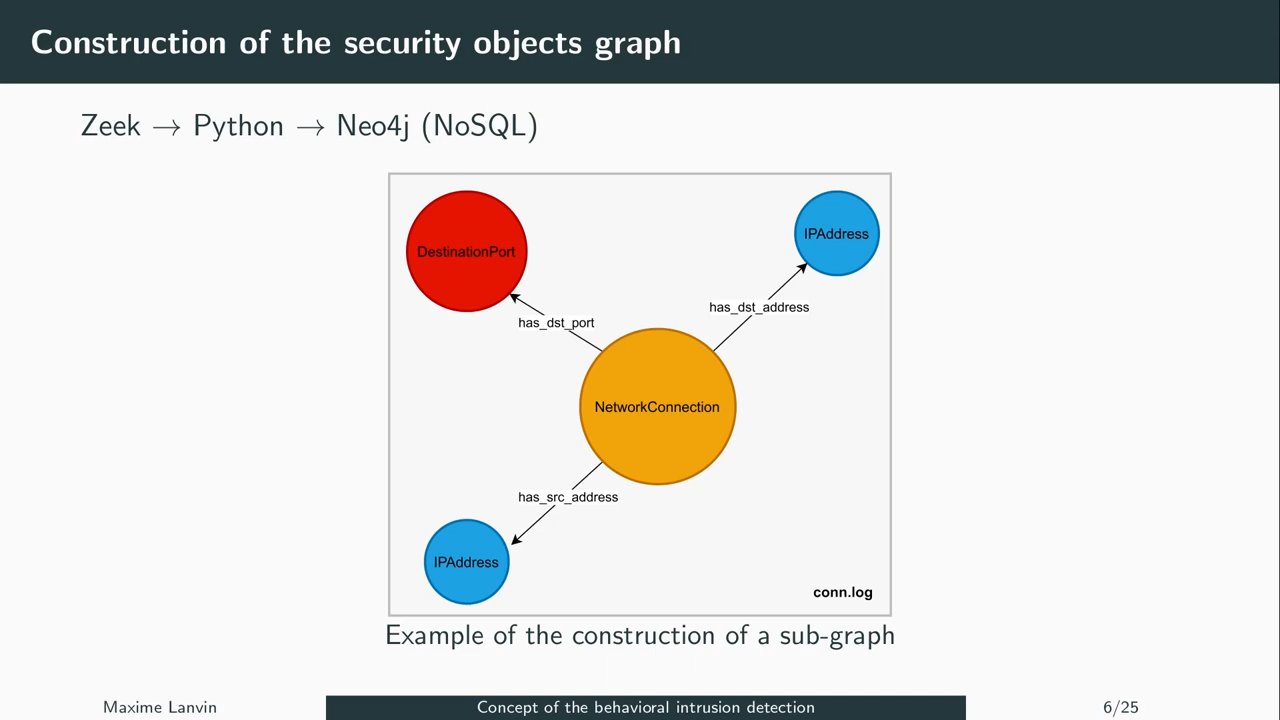 Construction of the security objects graph
Zeek → Python → Neo4j (NoSQL)
DestinationPort
IPAddress
has_dst_port
has_dst_address
NetworkConnection
has_src_address
IPAddress
conn.log
Example of the construction of a sub-graph
Maxime Lanvin
Concept of the behavioral intrusion detection
6/25